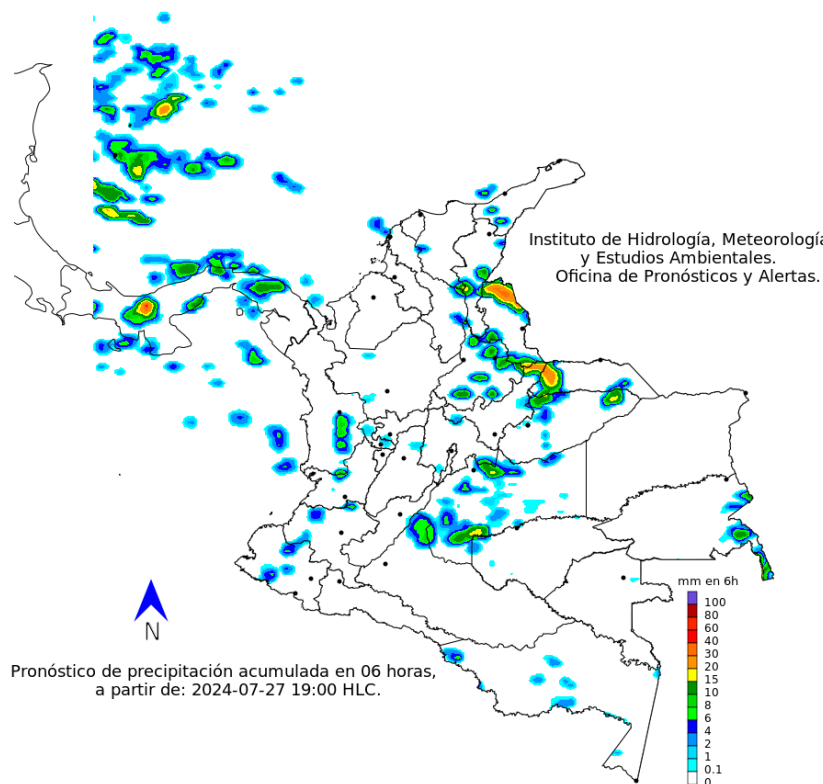 Instituto de Hidrología, Meteorología
y Estudios Ambientales.
Oficina de Pronósticos y Alertas.
mm en 6h
100
80
60
40
30
20
15
10
8
6
4
2
1
0.1
0
N
Pronóstico de precipitación acumulada en 06 horas,
a partir de: 2024-07-27 19:00 HLC.